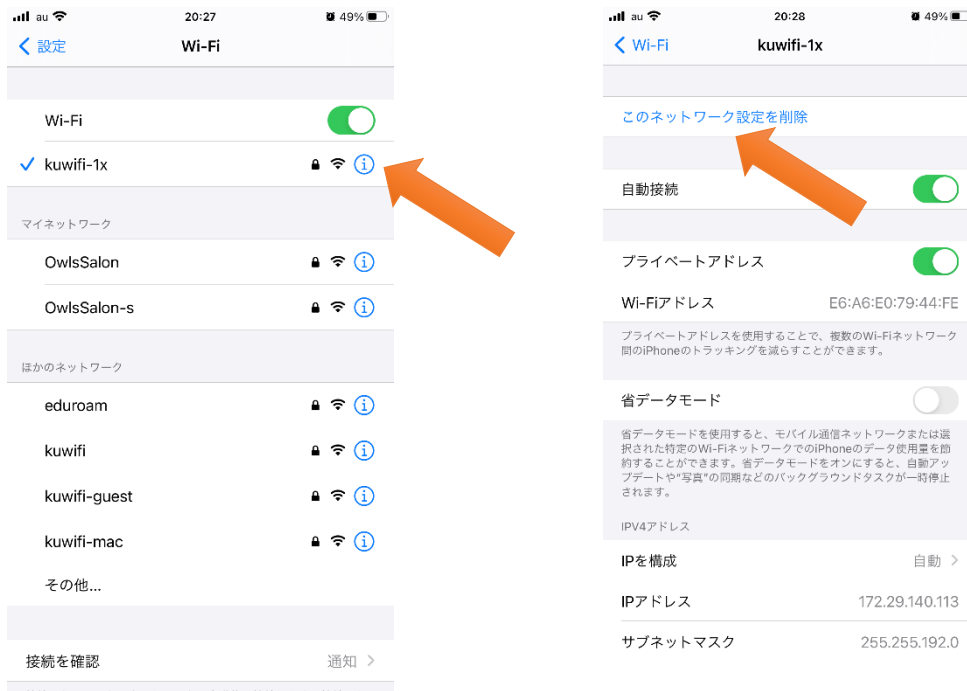 au
20:27
49%
設定
Wi-Fi
Wi-Fi
kuwifi-1x
マイネットワーク
OwlsSalon
OwlsSalon-s
ほかのネットワーク
eduroam
kuwifi
kuwifi-guest
kuwifi-mac
その他...
接続を確認
通知
au
20:28
49%
Wi-Fi
kuwifi-1x
このネットワーク設定を削除
自動接続
プライベートアドレス
Wi-Fiアドレス
E6:A6:E0:79:44:FE
プライベートアドレスを使用することで、複数のWi-Fiネットワーク
間のiPhoneのトラッキングを減らすことができます。
省データモード
省データモードを使用すると、モバイル通信ネットワークまたは選
択された特定のWi-FiネットワークでのiPhoneのデータ使用量を節
約することができます。省データモードをオンにすると、自動アッ
プデートや"写真"の同期などのバックグラウンドタスクが一時停止
されます。
IPV4アドレス
IPを構成
自動
IPアドレス
172.29.140.113
サブネットマスク
255.255.192.0